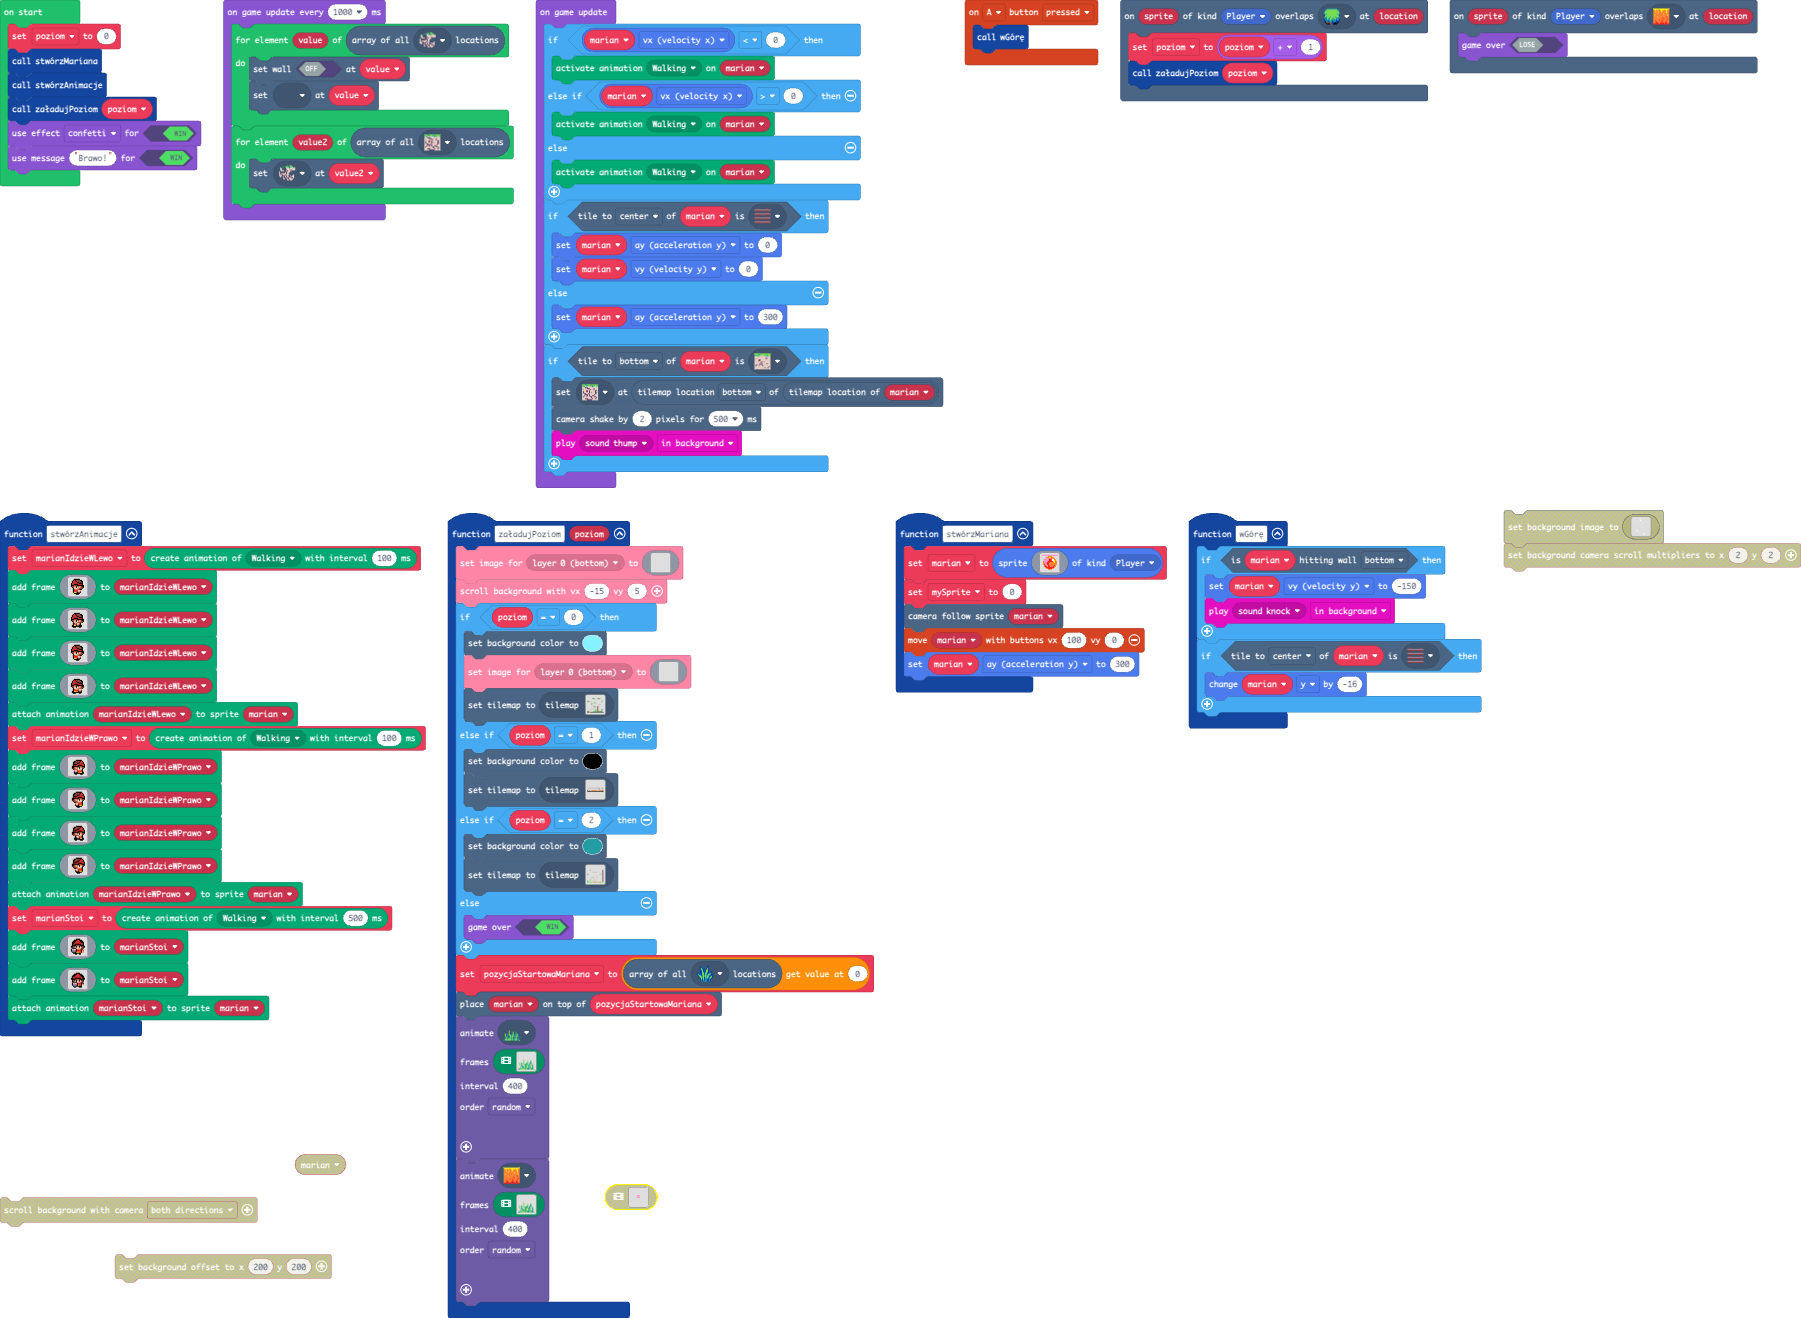 on start
set poziom to 0
call stwórzMariana
call stwórzAnimacje
call załadujPoziom poziom
use effect confetti for WIN
use message "Brawo!" for WIN
on game update every 1000 ms
for element value of array of all locations
do
set wall OFF at value
set at value
for element value2 of array of all locations
do
set at value2
on game update
if marian vx (velocity x) < 0 then
activate animation Walking on marian
else if marian vx (velocity x) > 0 then
activate animation Walking on marian
else
activate animation Walking on marian
if tile to center of marian is then
set marian ay (acceleration y) to 0
set marian vy (velocity y) to 0
else
set marian ay (acceleration y) to 300
if tile to bottom of marian is then
set at tilemap location bottom of tilemap location of marian
camera shake by 2 pixels for 500 ms
play sound thump in background
on A button pressed
call wGórę
on sprite of kind Player overlaps at location
set poziom to poziom + 1
call załadujPoziom poziom
on sprite of kind Player overlaps at location
game over LOSE
function stwórzAnimacje
set marianIdzieWLewo to create animation of Walking with interval 100 ms
add frame to marianIdzieWLewo
add frame to marianIdzieWLewo
add frame to marianIdzieWLewo
add frame to marianIdzieWLewo
attach animation marianIdzieWLewo to sprite marian
set marianIdzieWPrawo to create animation of Walking with interval 100 ms
add frame to marianIdzieWPrawo
add frame to marianIdzieWPrawo
add frame to marianIdzieWPrawo
add frame to marianIdzieWPrawo
attach animation marianIdzieWPrawo to sprite marian
set marianStoi to create animation of Walking with interval 500 ms
add frame to marianStoi
add frame to marianStoi
attach animation marianStoi to sprite marian
function załadujPoziom poziom
set image for layer 0 (bottom) to
scroll background with vx -15 vy 5
if poziom = 0 then
set background color to
set image for layer 0 (bottom) to
set tilemap to tilemap
else if poziom = 1 then
set background color to
set tilemap to tilemap
else if poziom = 2 then
set background color to
set tilemap to tilemap
else
game over WIN
set pozycjaStartowaMariana to array of all locations get value at 0
place marian on top of pozycjaStartowaMariana
animate
frames
interval 400
order random
animate
frames
interval 400
order random
function stwórzMariana
set marian to sprite of kind Player
set mySprite to 0
camera follow sprite marian
move marian with buttons vx 100 vy 0
set marian ay (acceleration y) to 300
function wGórę
if is marian hitting wall bottom then
set marian vy (velocity y) to -150
play sound knock in background
if tile to center of marian is then
change marian y by -16
set background image to
set background camera scroll multipliers to x 2 y 2
marian
scroll background with camera both directions
set background offset to x 200 y 200